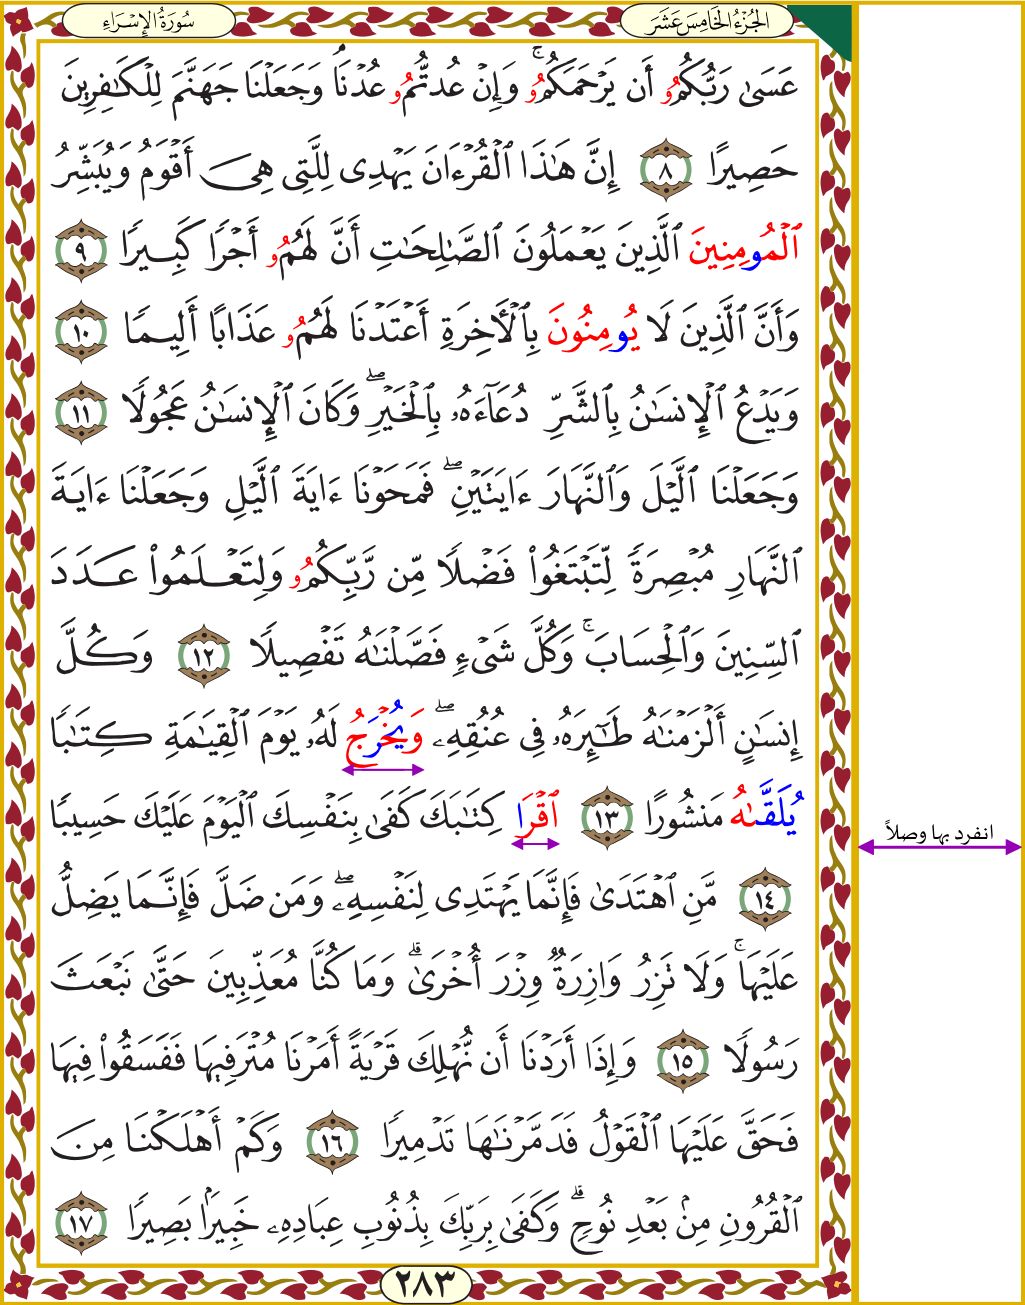 سُورَةُ الإِسْرَاءِ
الجُزْءُ الخَامِسَ عَشَرَ
عَسَىٰ رَبُّكُمُۥ أَن يَرْحَمَكُمُۥۚ وَإِنْ عُدتُّمُۥ عُدْنَاۘ وَجَعَلْنَا جَهَنَّمَ لِلْكَٰفِرِينَ
حَصِيرًا ٨ إِنَّ هَٰذَا ٱلْقُرْءَانَ يَهْدِى لِلَّتِى هِىَ أَقْوَمُ وَيُبَشِّرُ
ٱلْمُومِنِينَ ٱلَّذِينَ يَعْمَلُونَ ٱلصَّٰلِحَٰتِ أَنَّ لَهُمُۥ أَجْرًا كَبِيرًا ٩
وَأَنَّ ٱلَّذِينَ لَا يُومِنُونَ بِٱلْأَخِرَةِ أَعْتَدْنَا لَهُمُۥ عَذَابًا أَلِيمًا ١٠
وَيَدْعُ ٱلْإِنسَٰنُ بِٱلشَّرِّ دُعَآءَهُۥ بِٱلْخَيْرِۖ وَكَانَ ٱلْإِنسَٰنُ عَجُولًا ١١
وَجَعَلْنَا ٱلَّيْلَ وَٱلنَّهَارَ ءَايَتَيْنِۖ فَمَحَوْنَا ءَايَةَ ٱلَّيْلِ وَجَعَلْنَا ءَايَةَ
ٱلنَّهَارِ مُبْصِرَةً لِّتَبْتَغُوا۟ فَضْلًا مِّن رَّبِّكُمُۥ وَلِتَعْلَمُوا۟ عَدَدَ
ٱلسِّنِينَ وَٱلْحِسَابَۚ وَكُلَّ شَىْءٍ فَصَّلْنَٰهُ تَفْصِيلًا ١٢ وَكُلَّ
إِنسَٰنٍ أَلْزَمْنَٰهُ طَٰٓئِرَهُۥ فِى عُنُقِهِۦۖ وَيُخْرَجُ لَهُۥ يَوْمَ ٱلْقِيَٰمَةِ كِتَٰبًا
يُلَقَّىٰهُ مَنشُورًا ١٣ ٱقْرَا كِتَٰبَكَ كَفَىٰ بِنَفْسِكَ ٱلْيَوْمَ عَلَيْكَ حَسِيبًا
انفرد بها وصلاً
١٤ مَّنِ ٱهْتَدَىٰ فَإِنَّمَا يَهْتَدِى لِنَفْسِهِۦۖ وَمَن ضَلَّ فَإِنَّمَا يَضِلُّ
عَلَيْهَاۚ وَلَا تَزِرُ وَازِرَةٌ وِزْرَ أُخْرَىٰۗ وَمَا كُنَّا مُعَذِّبِينَ حَتَّىٰ نَبْعَثَ
رَسُولًا ١٥ وَإِذَا أَرَدْنَا أَن نُّهْلِكَ قَرْيَةً أَمَرْنَا مُتْرَفِيهَا فَفَسَقُوا۟ فِيهَا
فَحَقَّ عَلَيْهَا ٱلْقَوْلُ فَدَمَّرْنَٰهَا تَدْمِيرًا ١٦ وَكَمْ أَهْلَكْنَا مِنَ
ٱلْقُرُونِ مِنۢ بَعْدِ نُوحٍۗ وَكَفَىٰ بِرَبِّكَ بِذُنُوبِ عِبَادِهِۦ خَبِيرًۢا بَصِيرًا ١٧
٢٨٣